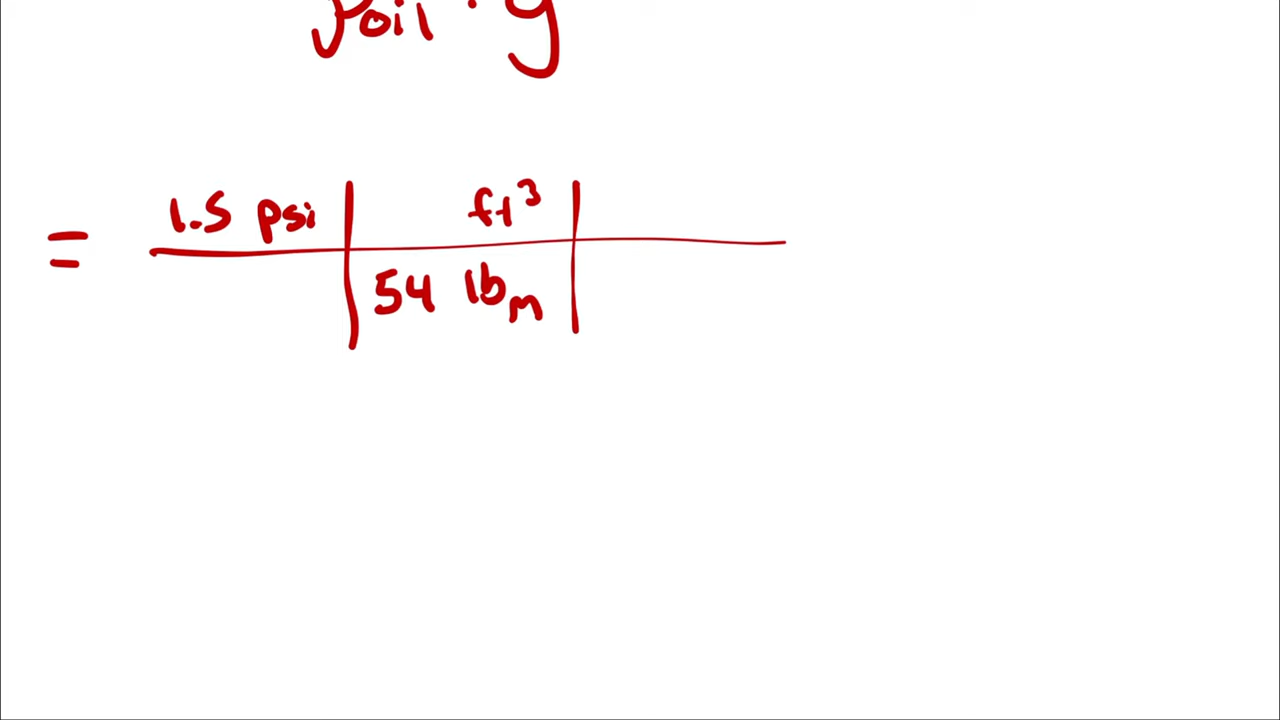 ρoil · g
= 1.5 psi | ft³ |
54 lbm